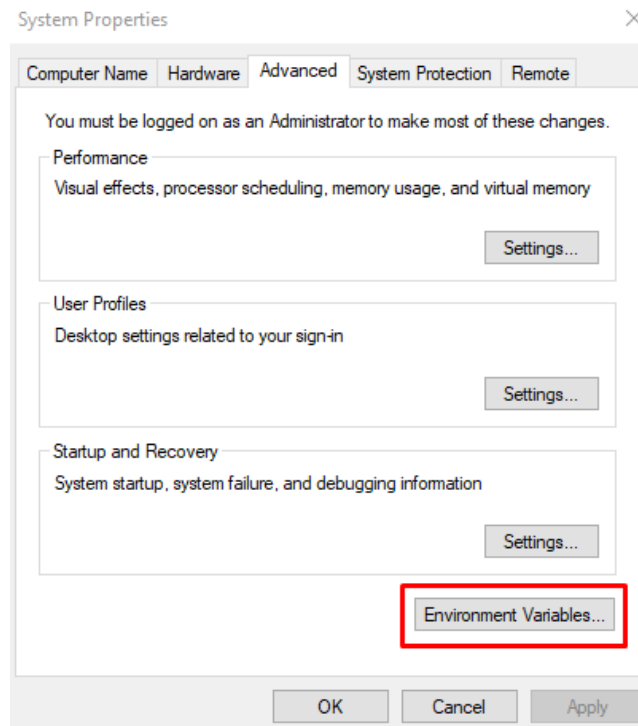 System Properties
Computer Name Hardware Advanced System Protection Remote
You must be logged on as an Administrator to make most of these changes.
Performance
Visual effects, processor scheduling, memory usage, and virtual memory
Settings...
User Profiles
Desktop settings related to your sign-in
Settings...
Startup and Recovery
System startup, system failure, and debugging information
Settings...
Environment Variables...
OK Cancel Apply